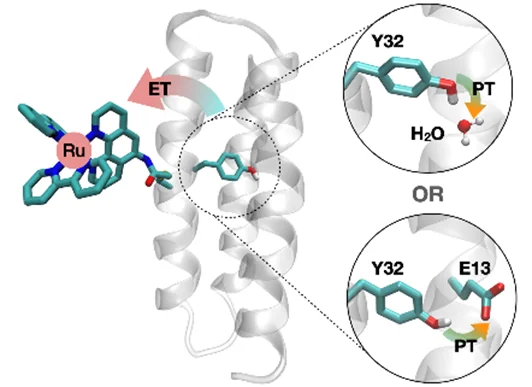 Y32
ET
PT
H₂O
Ru
OR
Y32 E13
PT